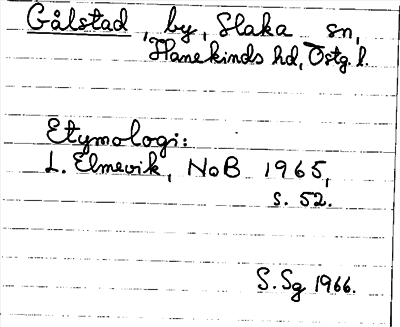 Gålstad, by, Slaka sn,
Hanekinds hd, Östg. l.
Etymologi:
L. Elmevik, NoB 1965,
s. 52.
S. Sg 1966.